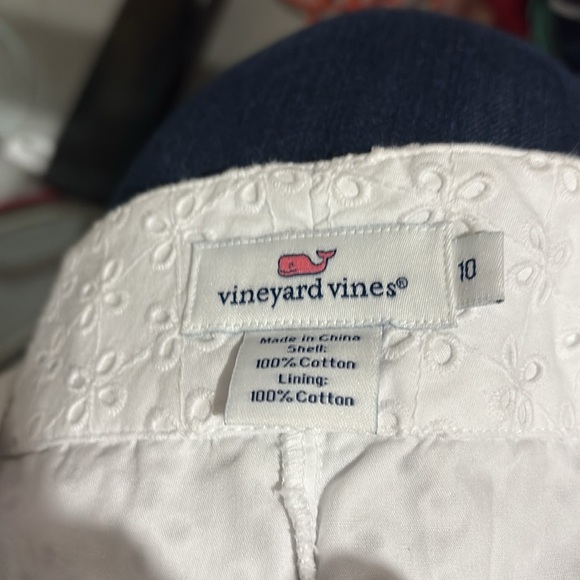 vineyard vines®
10
Made in China
Shell:
100% Cotton
Lining:
100% Cotton